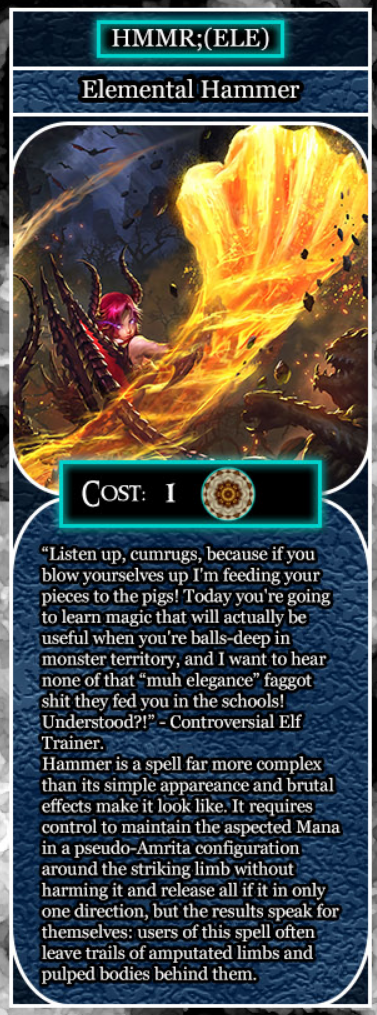 HMMR;(ELE)
Elemental Hammer
Cost: 1
“Listen up, cumrugs, because if you
blow yourselves up I'm feeding your
pieces to the pigs! Today you're going
to learn magic that will actually be
useful when you're balls-deep in
monster territory, and I want to hear
none of that “muh elegance” faggot
shit they fed you in the schools!
Understood?!” - Controversial Elf
Trainer.
Hammer is a spell far more complex
than its simple appareance and brutal
effects make it look like. It requires
control to maintain the aspected Mana
in a pseudo-Amrita configuration
around the striking limb without
harming it and release all if it in only
one direction, but the results speak for
themselves: users of this spell often
leave trails of amputated limbs and
pulped bodies behind them.